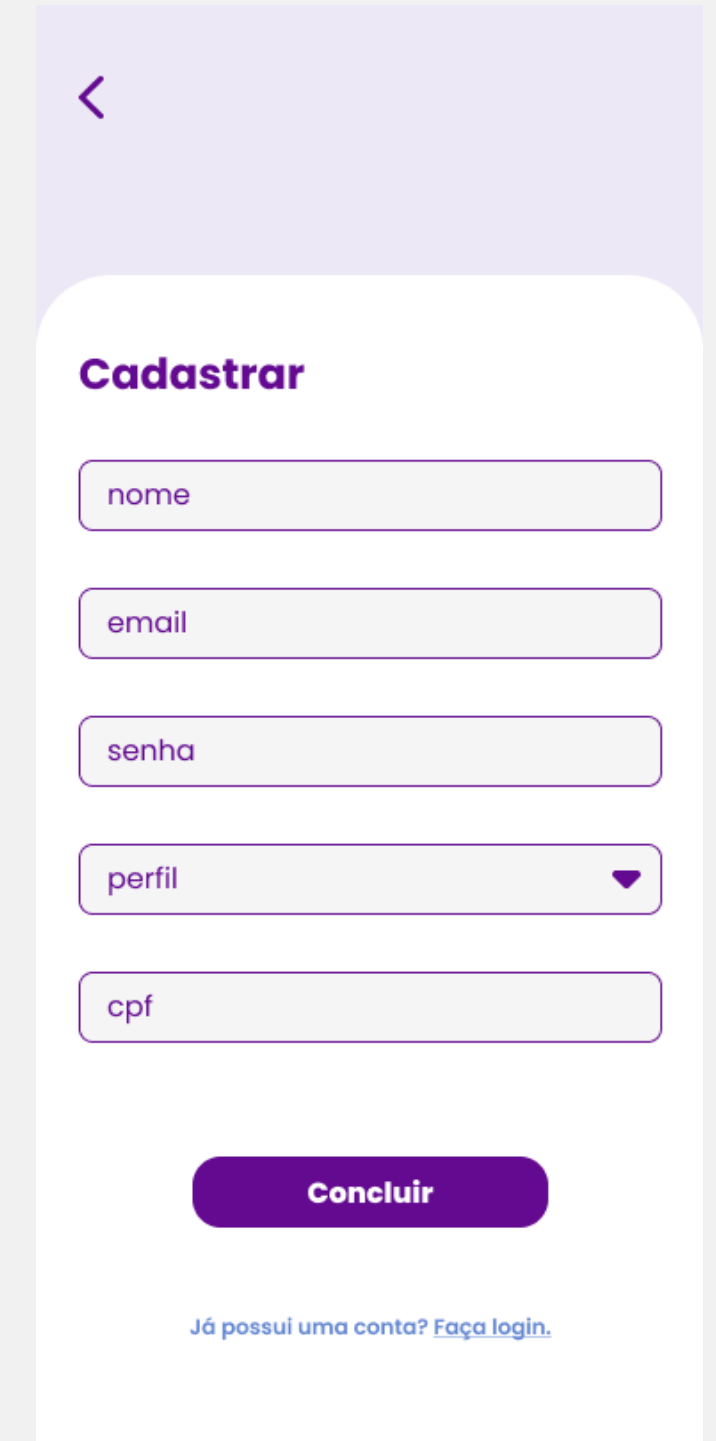 Cadastrar
nome
email
senha
perfil
cpf
Concluir
Já possui uma conta? Faça login.